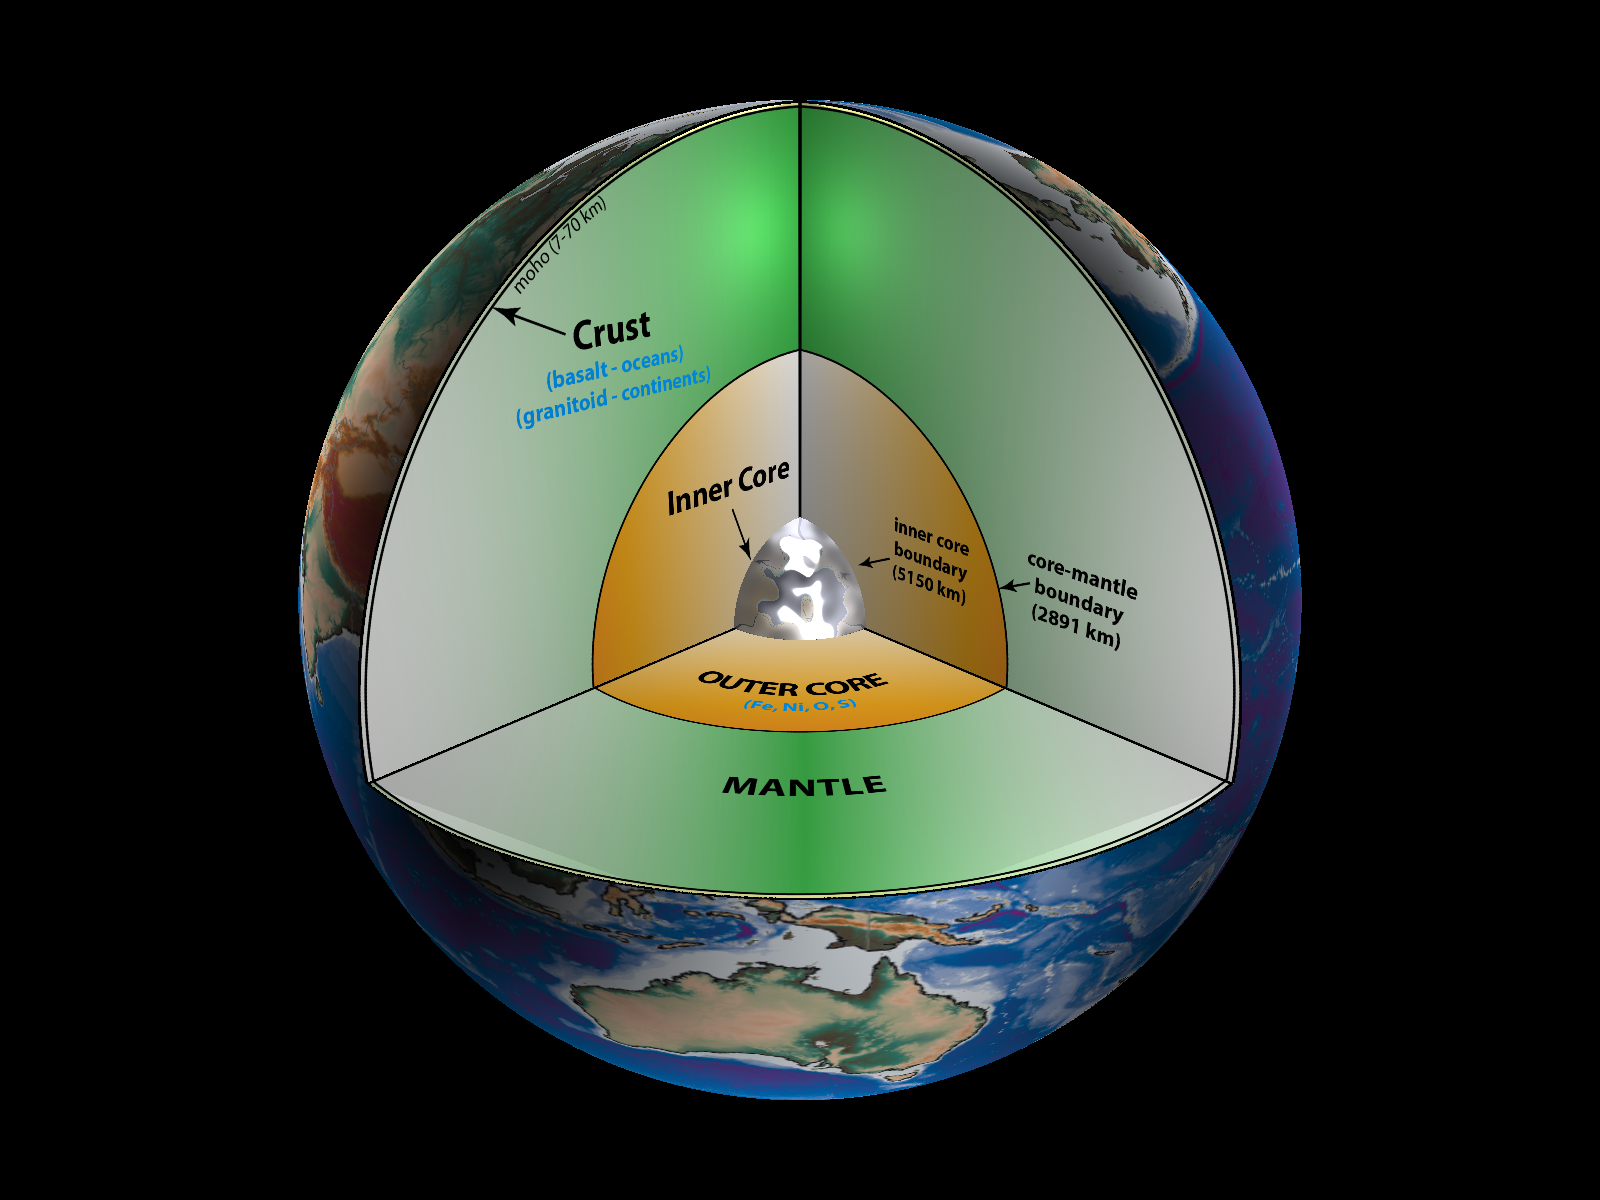 moho (7-70 km)
Crust
(basalt - oceans)
(granitoid - continents)
Inner Core
inner core
boundary
(5150 km)
core-mantle
boundary
(2891 km)
OUTER CORE
(Fe, Ni, O, S)
MANTLE